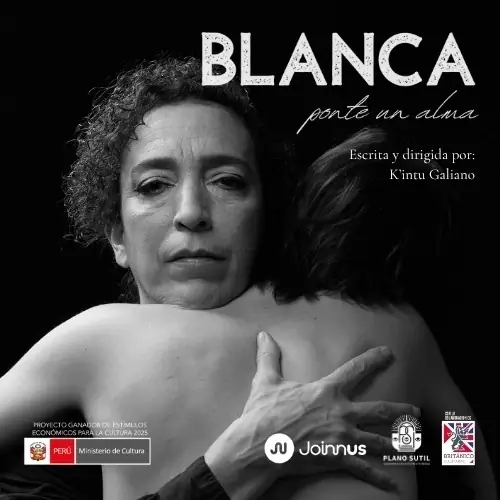 BLANCA
ponte un alma
Escrita y dirigida por:
K'intu Galiano
PROYECTO GANADOR DE ESTÍMULOS
ECONÓMICOS PARA LA CULTURA 2025
PERÚ Ministerio de Cultura
Joinnus
PLANO SUTIL
BRITÁNICO